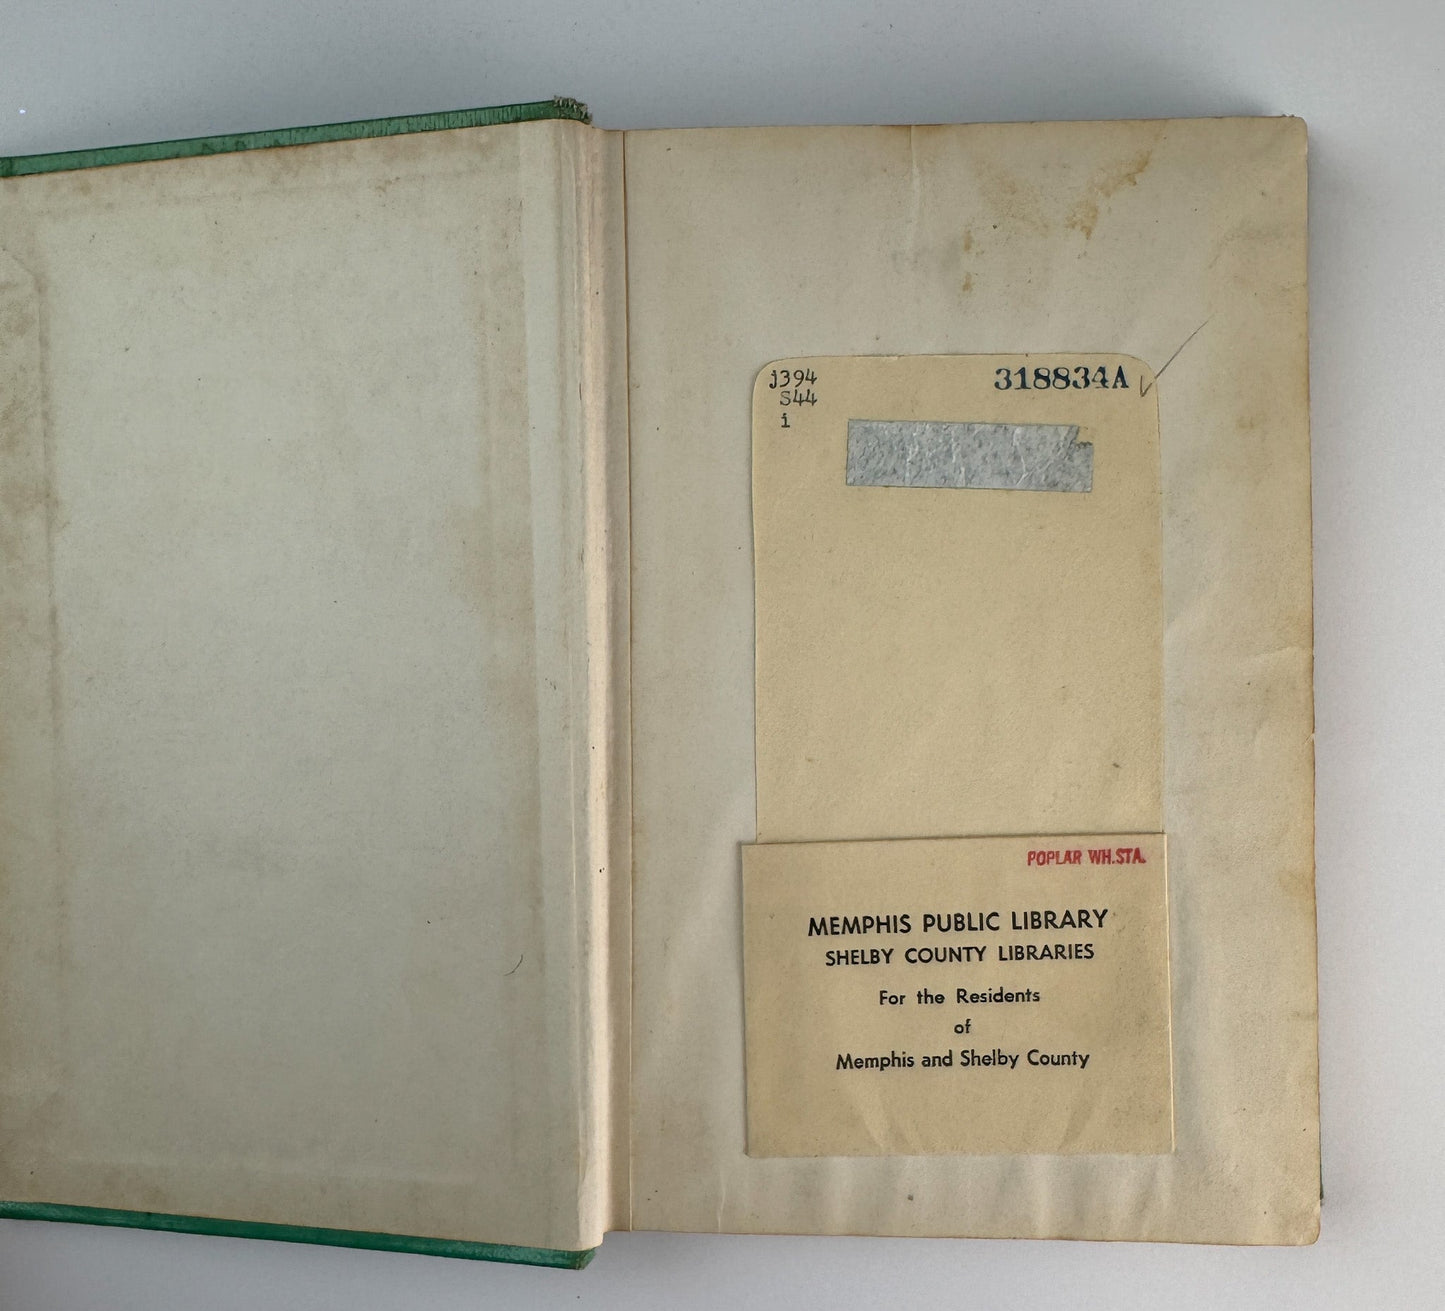 j394
S44
i
318834A
POPLAR WH.STA.
MEMPHIS PUBLIC LIBRARY
SHELBY COUNTY LIBRARIES
For the Residents
of
Memphis and Shelby County